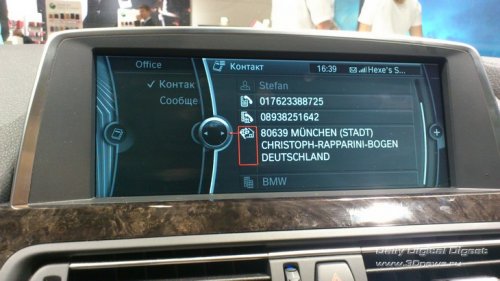 Office
✓ Контак
Сообще
Контакт
16:39
Hexe's S...
Stefan
017623388725
08938251642
80639 MÜNCHEN (STADT)
CHRISTOPH-RAPPARINI-BOGEN
DEUTSCHLAND
BMW
Daily Digital Digest
www.3Dnews.ru